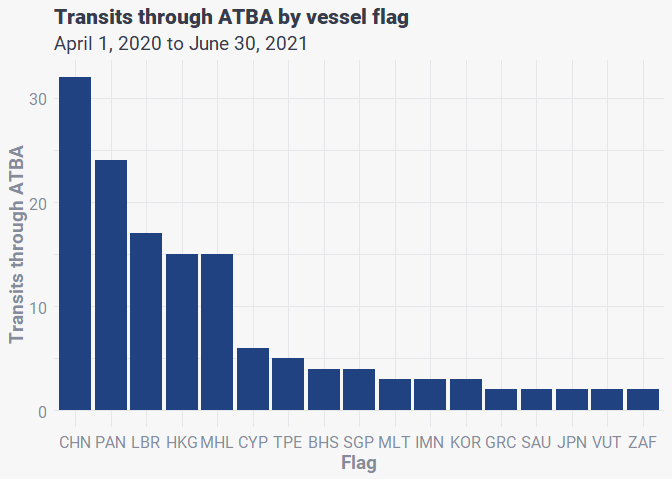 Transits through ATBA by vessel flag
April 1, 2020 to June 30, 2021
Transits through ATBA
30
20
10
0
CHN PAN LBR HKG MHL CYP TPE BHS SGP MLT IMN KOR GRC SAU JPN VUT ZAF
Flag